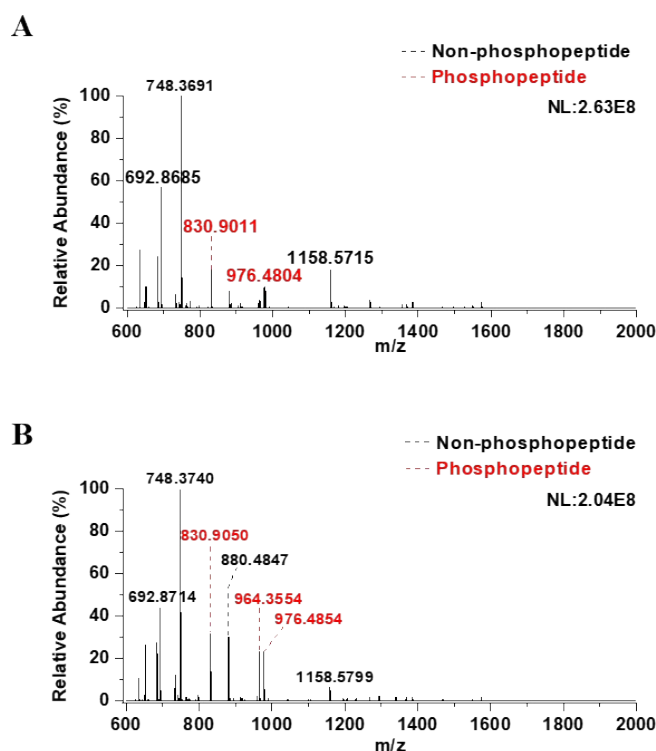 A
--- Non-phosphopeptide
--- Phosphopeptide
NL:2.63E8
748.3691
692.8685
830.9011
976.4804
1158.5715
Relative Abundance (%)
100
80
60
40
20
0
600 800 1000 1200 1400 1600 1800 2000
m/z
B
--- Non-phosphopeptide
--- Phosphopeptide
NL:2.04E8
748.3740
830.9050
880.4847
692.8714
964.3554
976.4854
1158.5799
Relative Abundance (%)
100
80
60
40
20
0
600 800 1000 1200 1400 1600 1800 2000
m/z